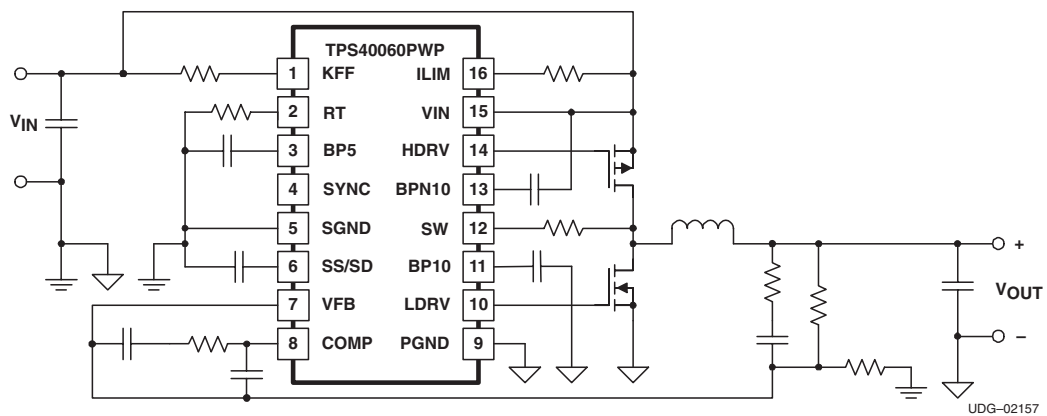 TPS40060PWP
1 KFF ILIM 16
2 RT VIN 15
3 BP5 HDRV 14
4 SYNC BPN10 13
5 SGND SW 12
6 SS/SD BP10 11
7 VFB LDRV 10
8 COMP PGND 9
VIN
+
VOUT
–
UDG–02157